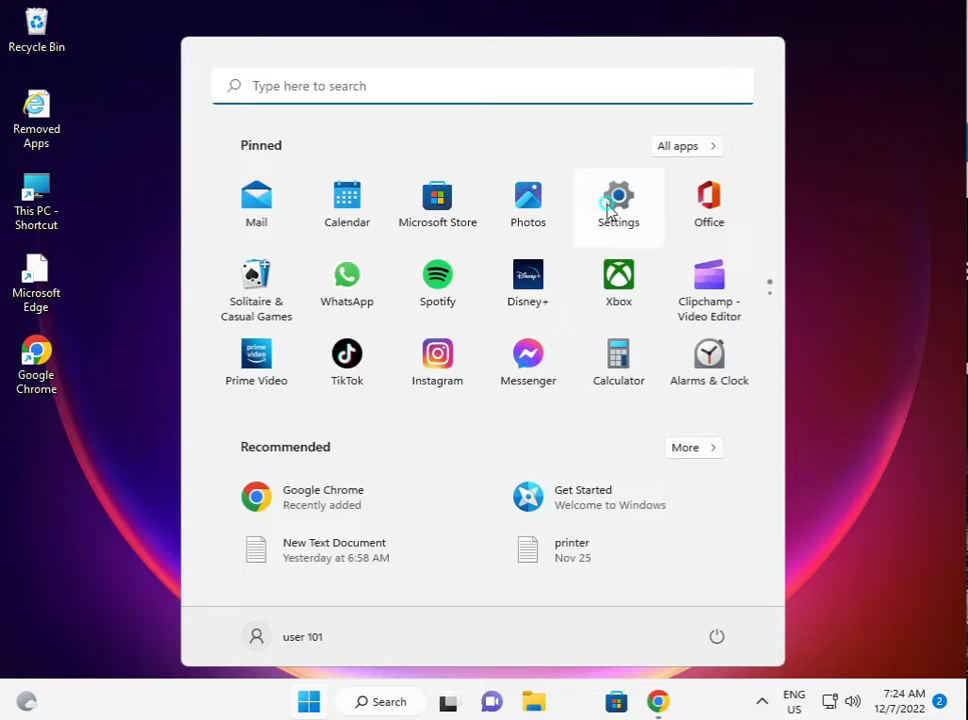 Recycle Bin
Removed
Apps
This PC -
Shortcut
Microsoft
Edge
Google
Chrome
Type here to search
Pinned
All apps
Mail
Calendar
Microsoft Store
Photos
Settings
Office
Solitaire &
Casual Games
WhatsApp
Spotify
Disney+
Xbox
Clipchamp -
Video Editor
Prime Video
TikTok
Instagram
Messenger
Calculator
Alarms & Clock
Recommended
More
Google Chrome
Recently added
Get Started
Welcome to Windows
New Text Document
Yesterday at 6:58 AM
printer
Nov 25
user 101
Search
ENG
US
7:24 AM
12/7/2022
2